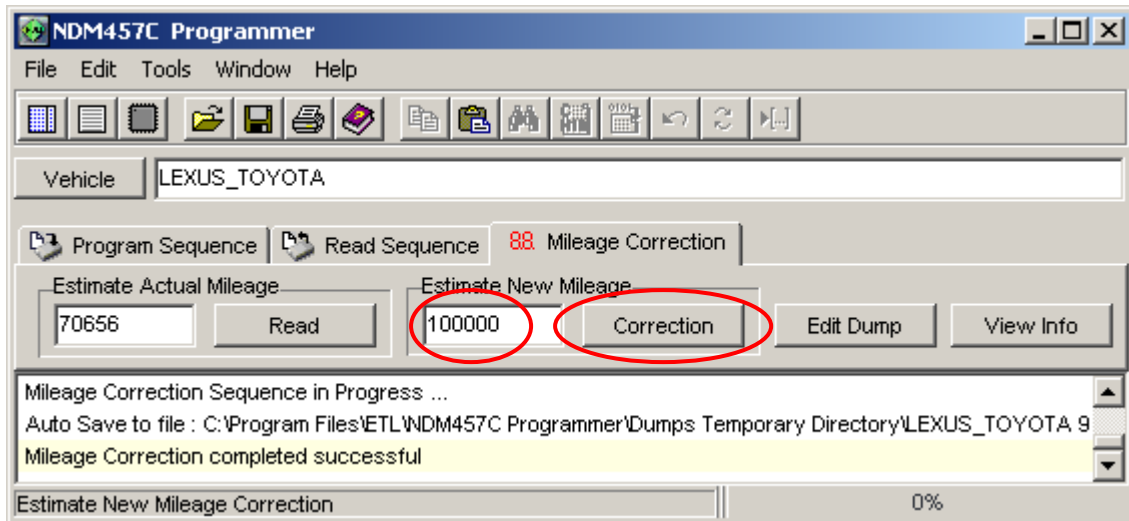 NDM457C Programmer
File Edit Tools Window Help
Vehicle LEXUS_TOYOTA
Program Sequence Read Sequence 88 Mileage Correction
Estimate Actual Mileage Estimate New Mileage
70656 Read 100000 Correction Edit Dump View Info
Mileage Correction Sequence in Progress ...
Auto Save to file : C:\Program Files\ETL\NDM457C Programmer\Dumps Temporary Directory\LEXUS_TOYOTA 9
Mileage Correction completed successful
Estimate New Mileage Correction 0%